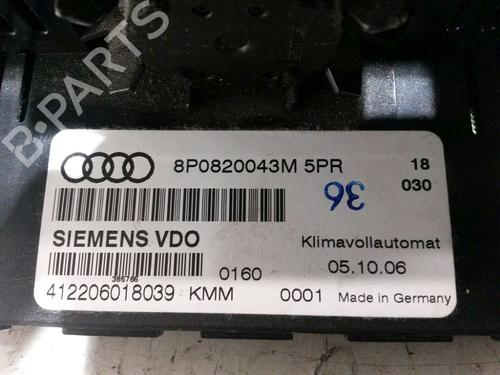 B-PARTS
8P0820043M 5PR 18
030
36
SIEMENS VDO Klimavollautomat
386766 0160 05.10.06
412206018039 KMM 0001 Made in Germany